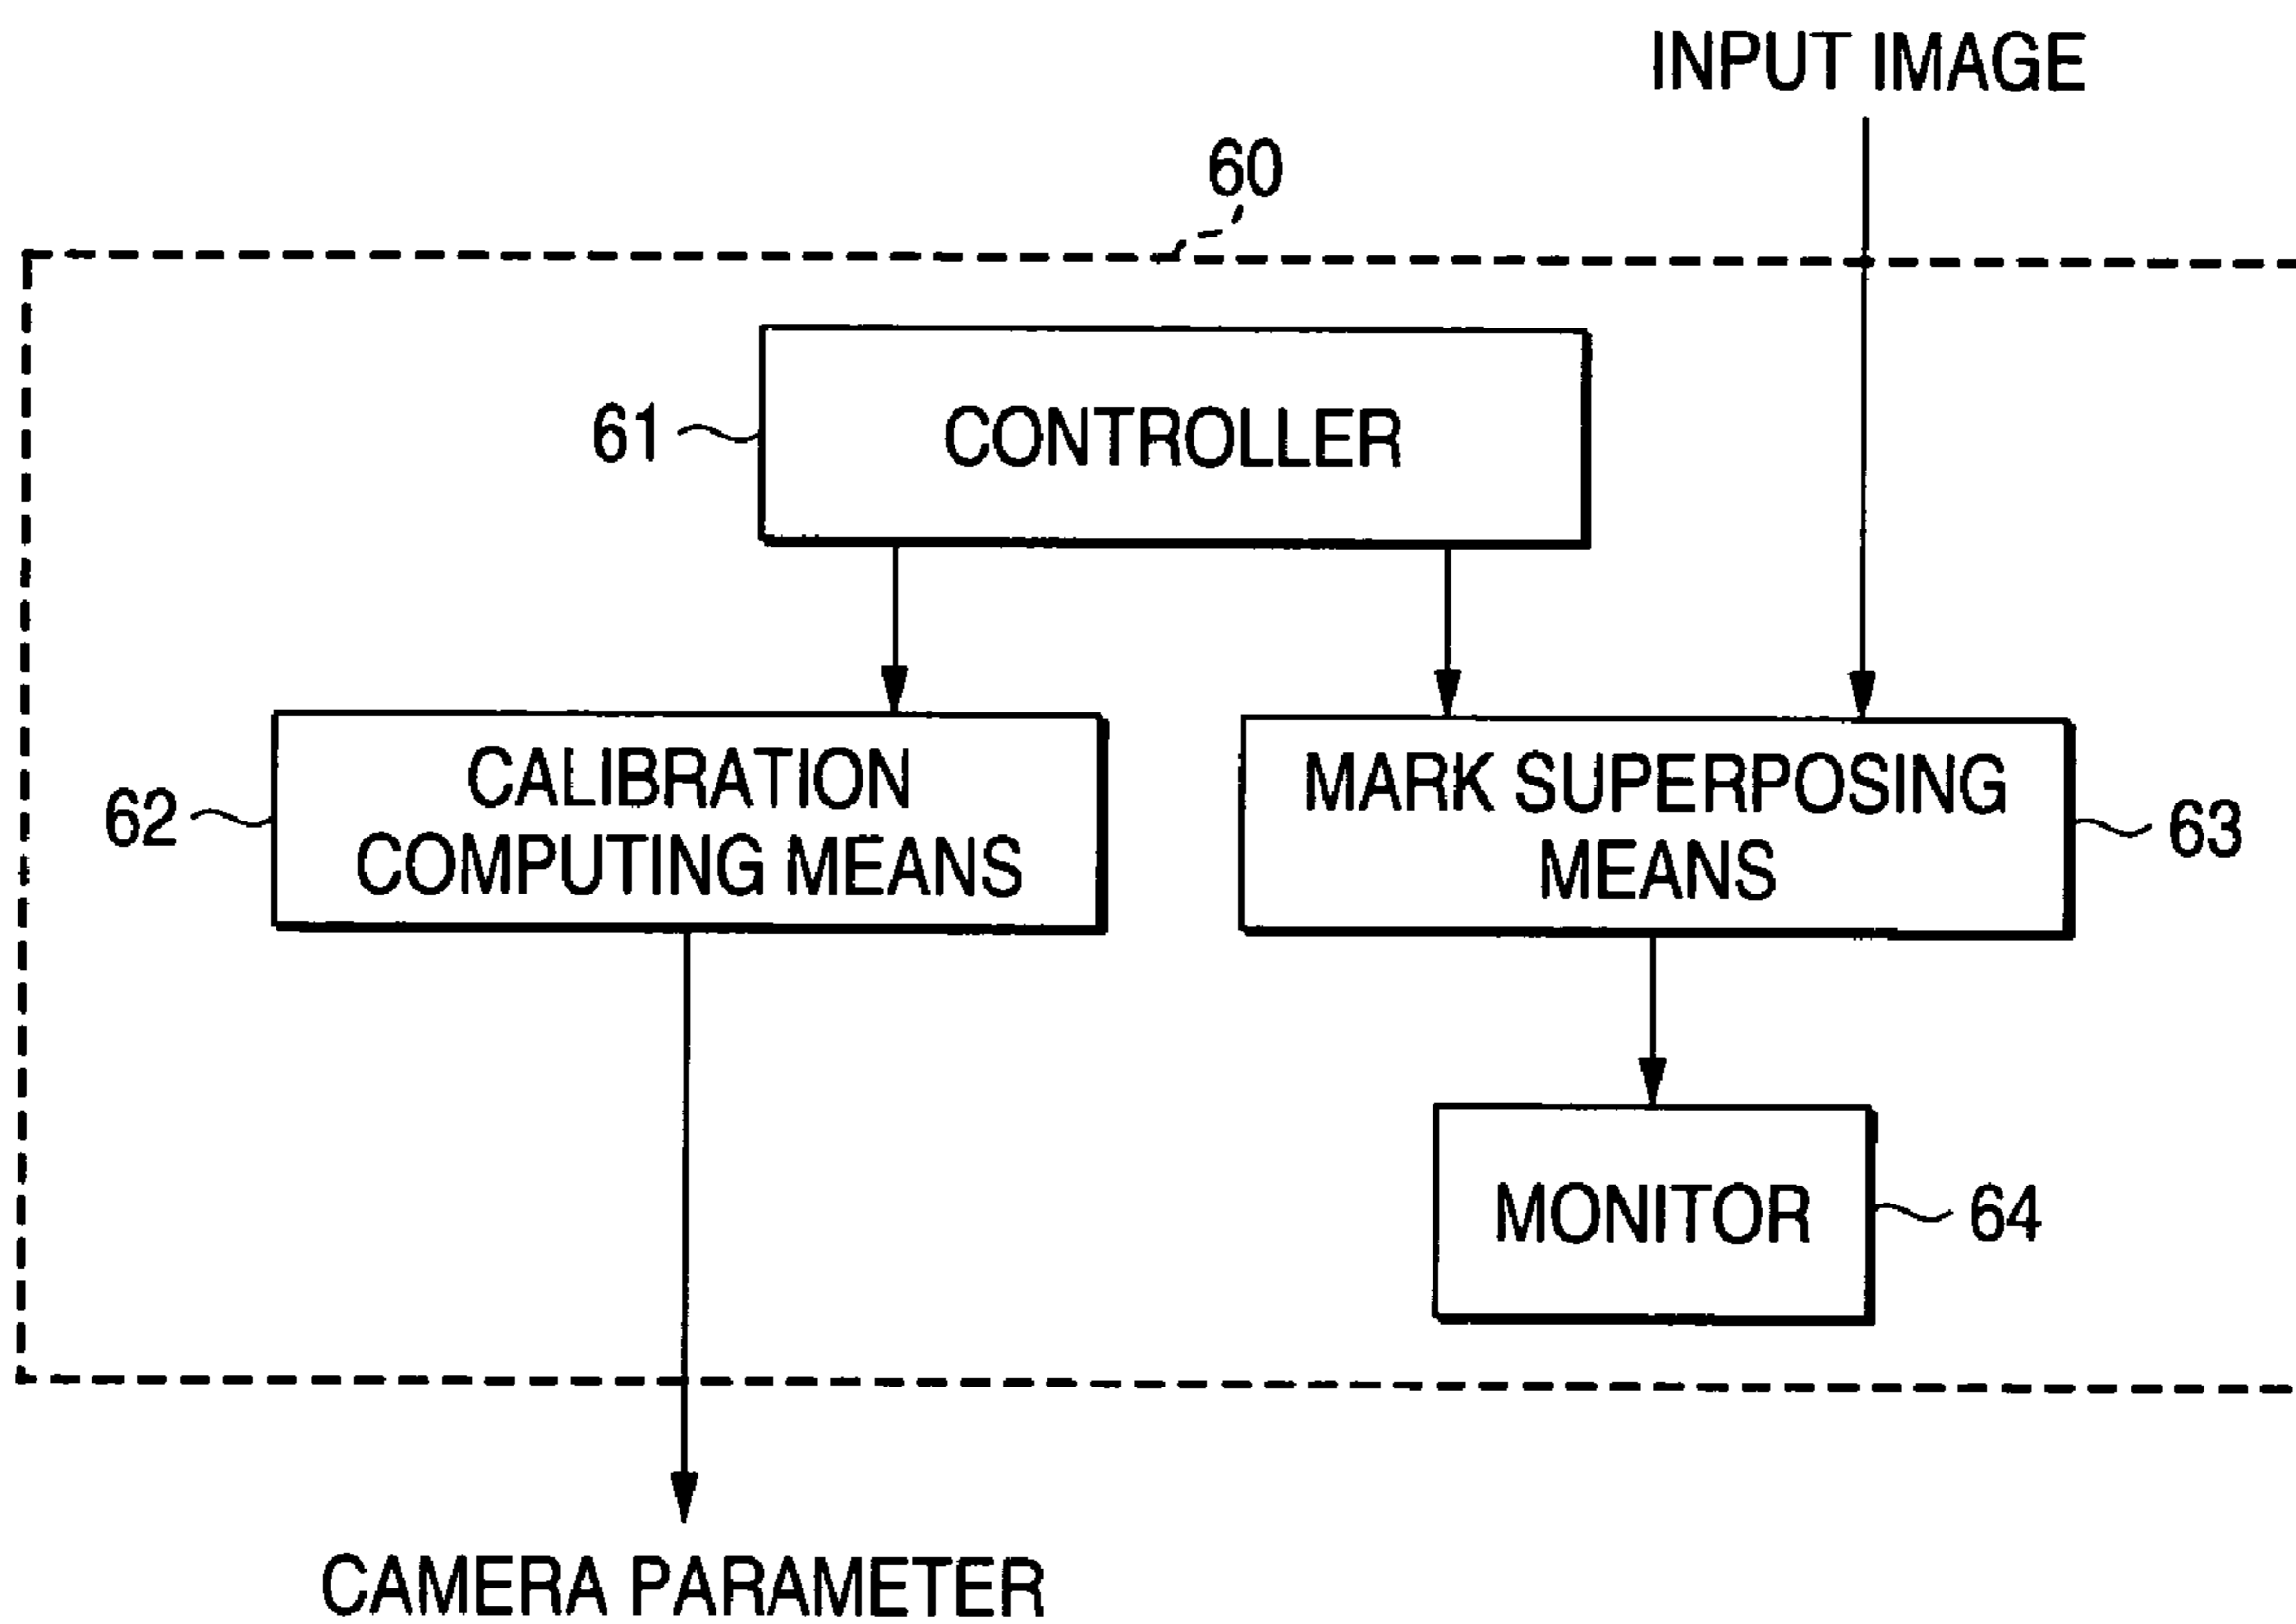 INPUT IMAGE
60
61
CONTROLLER
62
CALIBRATION
COMPUTING MEANS
MARK SUPERPOSING
MEANS
63
MONITOR
64
CAMERA PARAMETER